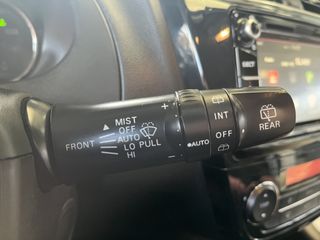 MIST
OFF
AUTO
FRONT
LO PULL
HI
+
-
AUTO
INT
OFF
REAR